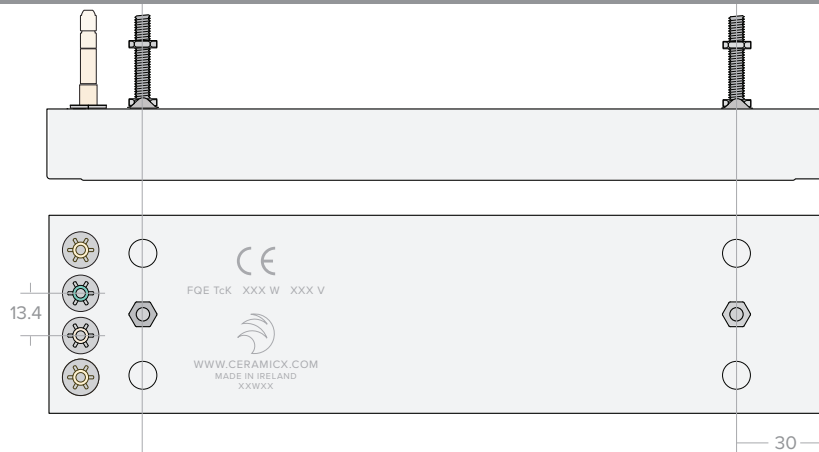 CE
FQE TcK XXX W XXX V
13.4
WWW.CERAMICX.COM
MADE IN IRELAND
XXWXX
30